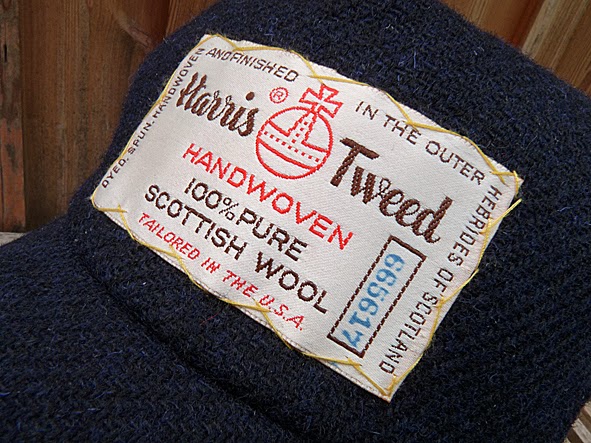 DYED, SPUN, HANDWOVEN AND FINISHED IN THE OUTER HEBRIDES OF SCOTLAND
Harris ® Tweed
HANDWOVEN
100% PURE
SCOTTISH WOOL
TAILORED IN THE U.S.A.
665617